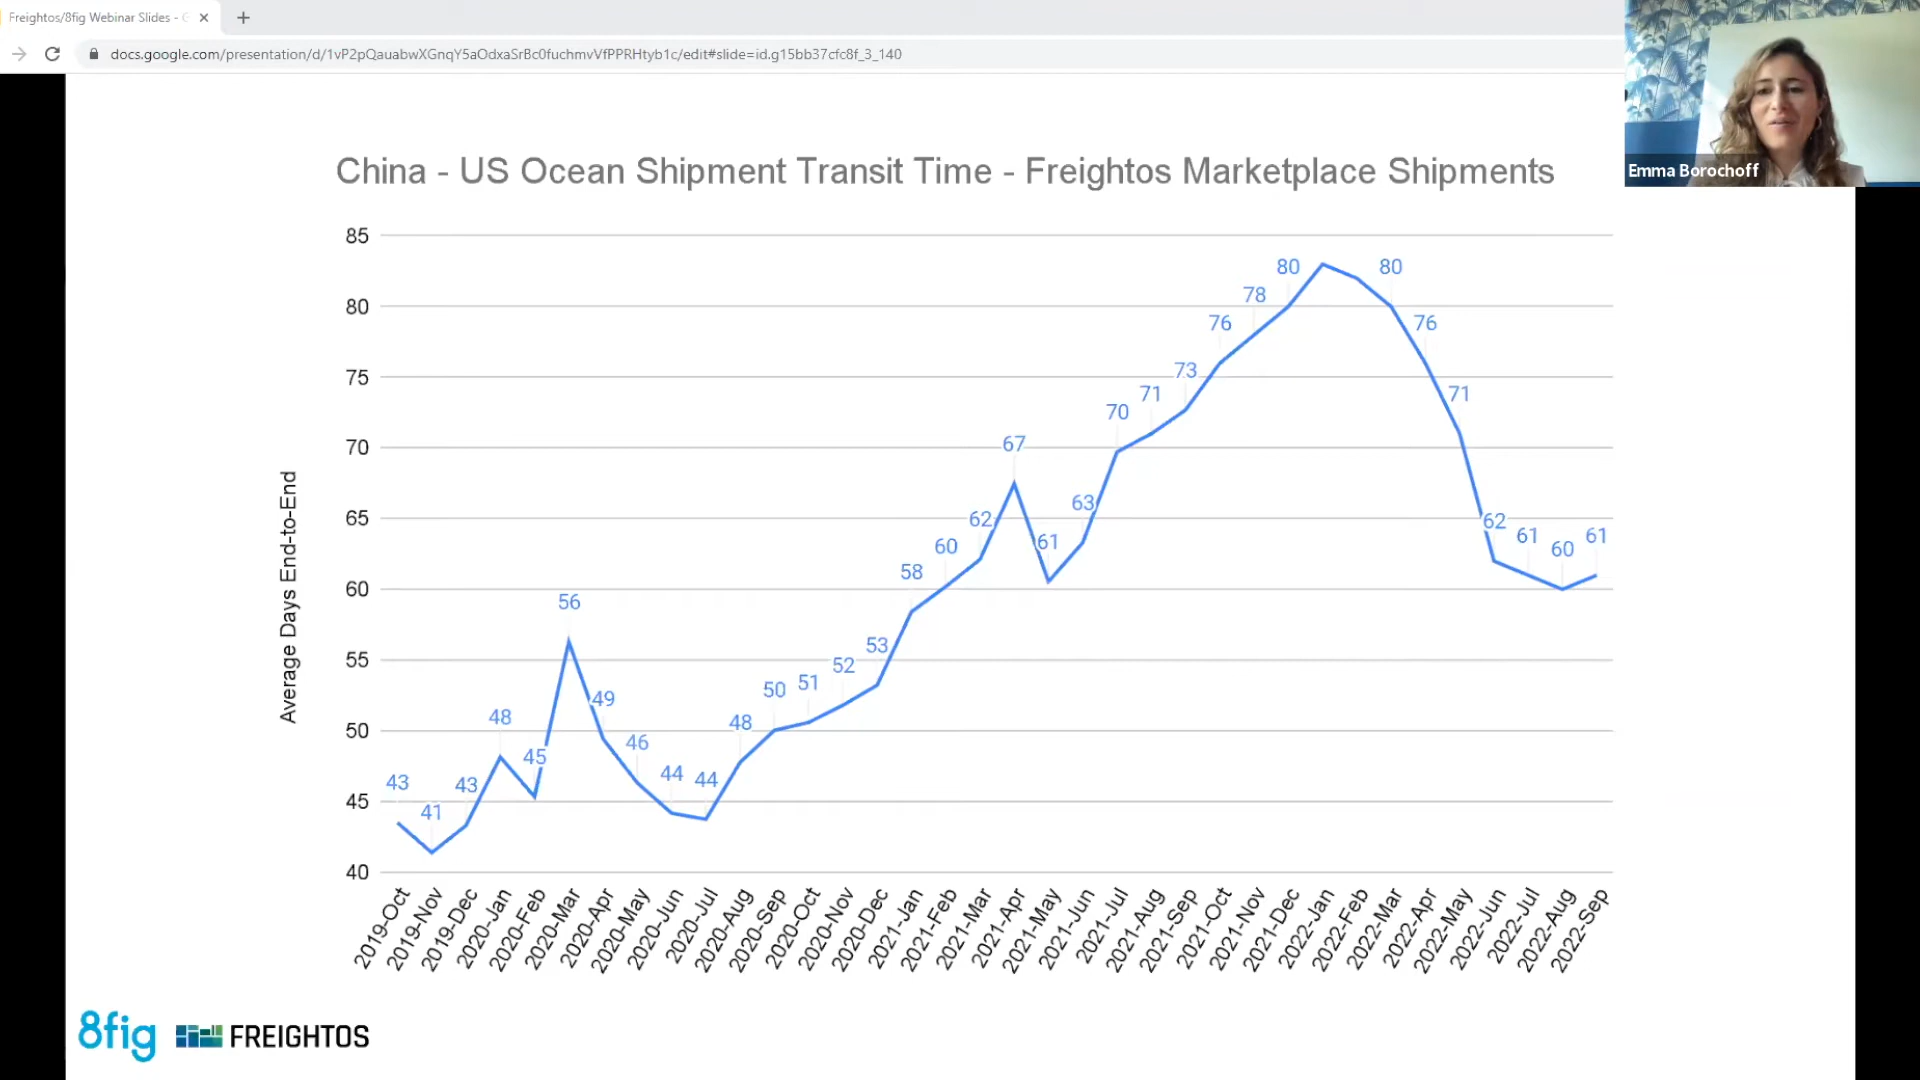 Freightos/8fig Webinar Slides - G
docs.google.com/presentation/d/1vP2pQauabwXGnqY5aOdxaSrBc0fuchmvVfPPRHtyb1c/edit#slide=id.g15bb37cfc8f_3_140
Emma Borochoff
China - US Ocean Shipment Transit Time - Freightos Marketplace Shipments
Average Days End-to-End
85
80
75
70
65
60
55
50
45
40
43
41
43
48
45
56
49
46
44
44
48
50
51
52
53
58
60
62
67
61
63
70
71
73
76
78
80
80
76
71
62
61
60
61
2019-Oct
2019-Nov
2019-Dec
2020-Jan
2020-Feb
2020-Mar
2020-Apr
2020-May
2020-Jun
2020-Jul
2020-Aug
2020-Sep
2020-Oct
2020-Nov
2020-Dec
2021-Jan
2021-Feb
2021-Mar
2021-Apr
2021-May
2021-Jun
2021-Jul
2021-Aug
2021-Sep
2021-Oct
2021-Nov
2021-Dec
2022-Jan
2022-Feb
2022-Mar
2022-Apr
2022-May
2022-Jun
2022-Jul
2022-Aug
2022-Sep
8fig FREIGHTOS